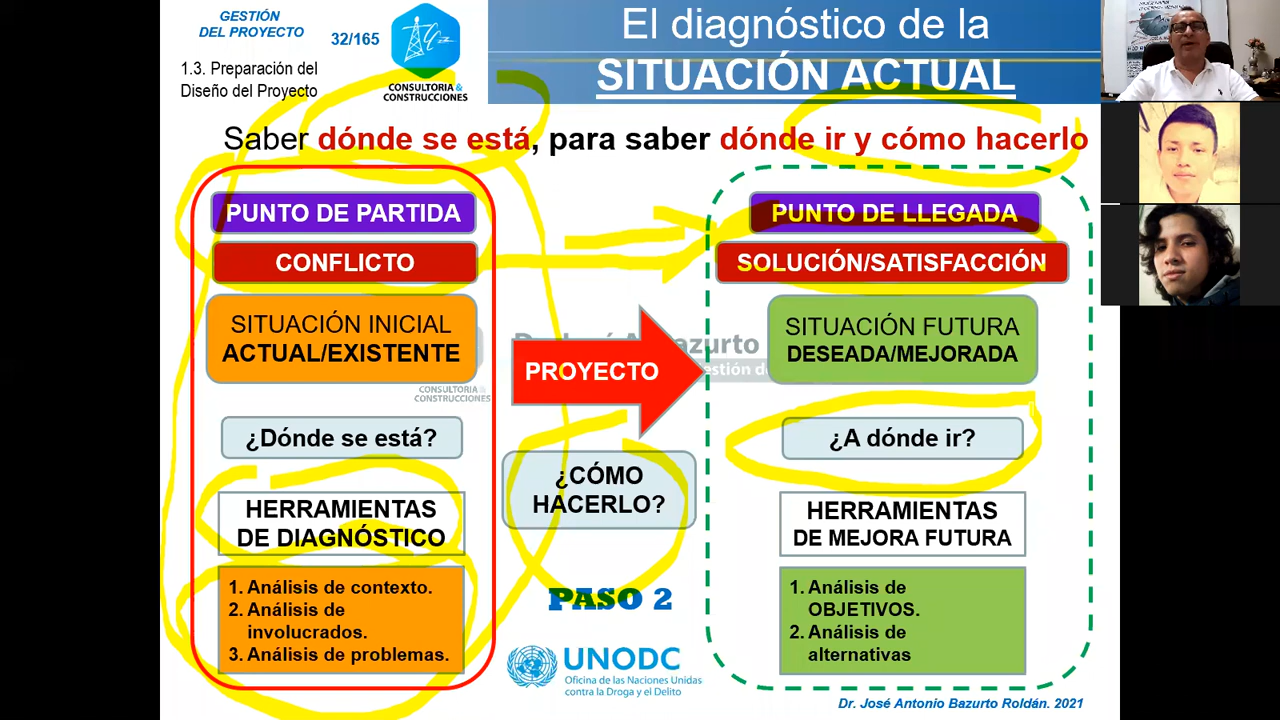 GESTIÓN
DEL PROYECTO
32/165
1.3. Preparación del
Diseño del Proyecto
CONSULTORIA &
CONSTRUCCIONES
El diagnóstico de la
SITUACIÓN ACTUAL
Saber dónde se está, para saber dónde ir y cómo hacerlo
PUNTO DE PARTIDA
CONFLICTO
SITUACIÓN INICIAL
ACTUAL/EXISTENTE
¿Dónde se está?
HERRAMIENTAS
DE DIAGNÓSTICO
1. Análisis de contexto.
2. Análisis de
involucrados.
3. Análisis de problemas.
CONSULTORIA &
CONSTRUCCIONES
azurto
estión de
PROYECTO
¿CÓMO
HACERLO?
PASO 2
UNODC
Oficina de las Naciones Unidas
contra la Droga y el Delito
PUNTO DE LLEGADA
SOLUCIÓN/SATISFACCIÓN
SITUACIÓN FUTURA
DESEADA/MEJORADA
¿A dónde ir?
HERRAMIENTAS
DE MEJORA FUTURA
1. Análisis de
OBJETIVOS.
2. Análisis de
alternativas
Dr. José Antonio Bazurto Roldán. 2021